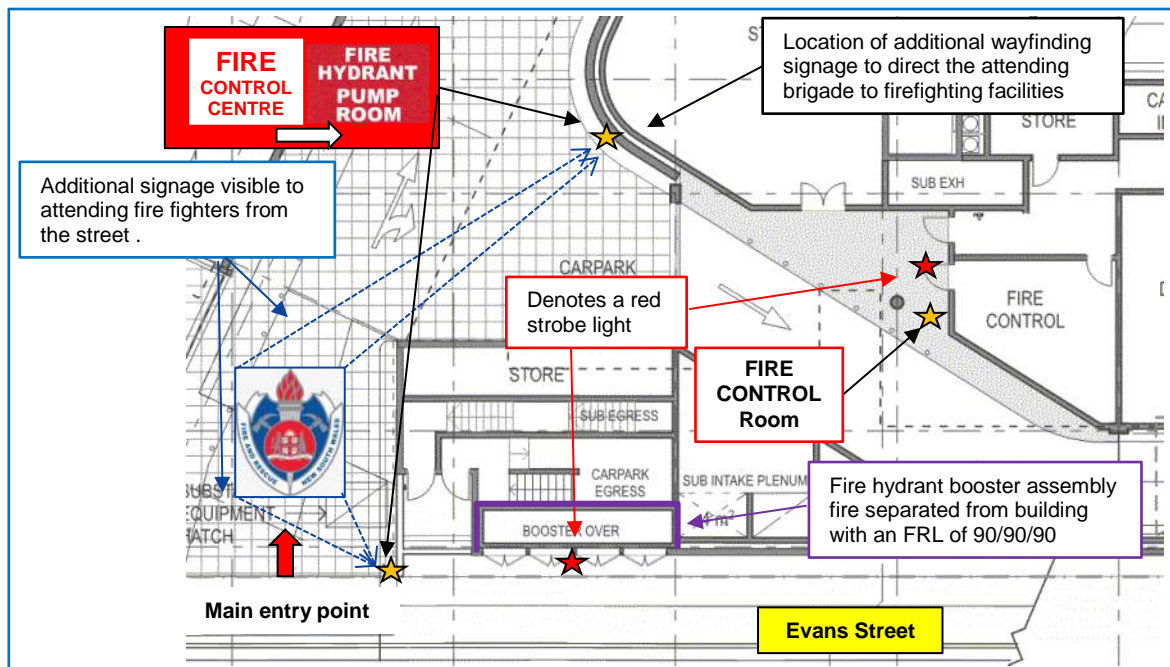 FIRE
CONTROL
CENTRE
FIRE
HYDRANT
PUMP
ROOM
Location of additional wayfinding
signage to direct the attending
brigade to firefighting facilities
STORE
SUB EXH
Additional signage visible to
attending fire fighters from
the street .
CARPARK
Denotes a red
strobe light
FIRE
CONTROL
FIRE
CONTROL
Room
STORE
SUB EGRESS
CARPARK
EGRESS
SUB INTAKE PLENUM
m²
FIRE AND RESCUE NEW SOUTH WALES
EQUIPMENT
BOOSTER OVER
Fire hydrant booster assembly
fire separated from building
with an FRL of 90/90/90
Main entry point
Evans Street